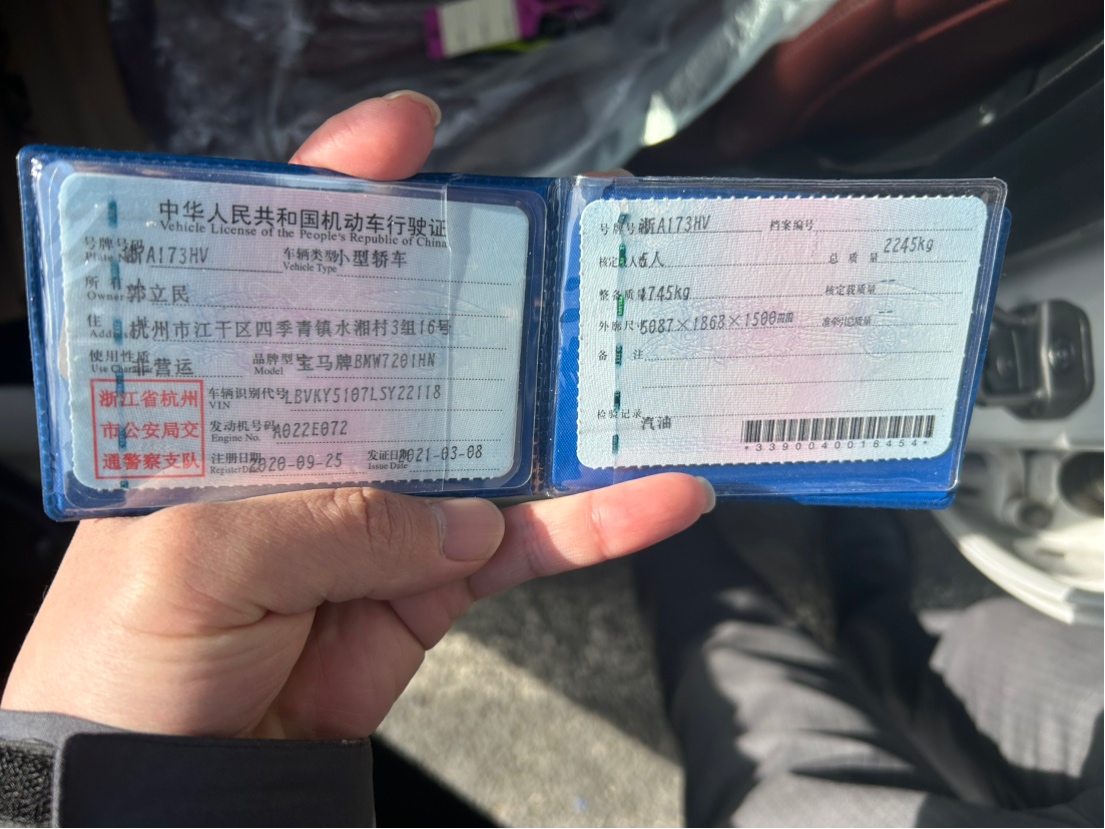 中华人民共和国机动车行驶证
Vehicle License of the People's Republic of China
号牌号码 浙A173HV 车辆类型 小型轿车
Plate No. Vehicle Type
所有人 郭立民
Owner
住址 杭州市江干区四季青镇水湘村3组16号
使用性质 非营运 品牌型号 宝马牌BMW7201HN
Use Character Model
浙江省杭州
市公安局交
通警察支队
车辆识别代号 LBVKY5107LSY22118
VIN
发动机号码 A022E072
Engine No.
注册日期 2020-09-25 发证日期 2021-03-08
Register Date Issue Date
号牌号码 浙A173HV 档案编号
核定载人数 5人 总质量 2245kg
整备质量 1745kg 核定载质量 --
外廓尺寸 5087×1868×1500mm 准牵引总质量 --
备注
检验记录
汽油
*3390040016454*